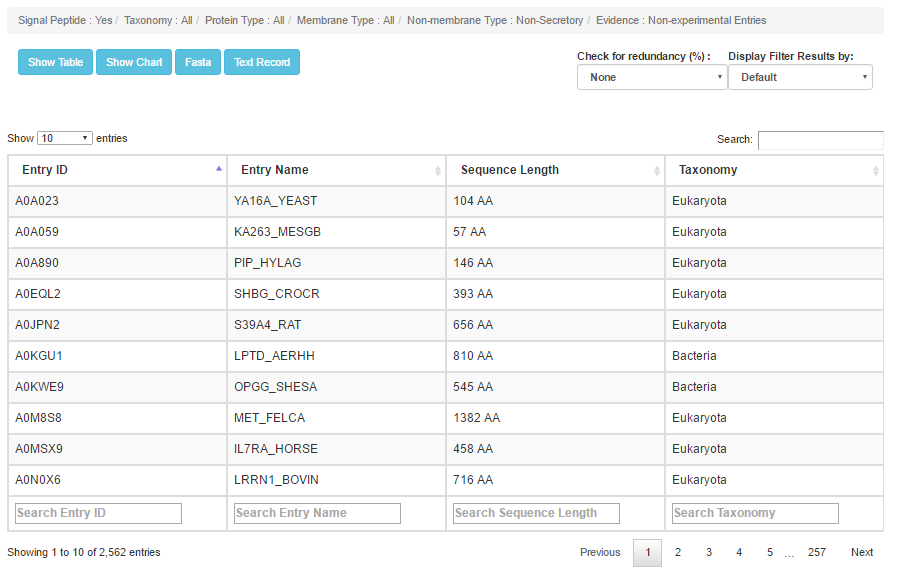 Signal Peptide : Yes / Taxonomy : All / Protein Type : All / Membrane Type : All / Non-membrane Type : Non-Secretory / Evidence : Non-experimental Entries
Show Table Show Chart Fasta Text Record
Check for redundancy (%) : Display Filter Results by:
None Default
Show 10 entries Search:
Entry ID Entry Name Sequence Length Taxonomy
A0A023 YA16A_YEAST 104 AA Eukaryota
A0A059 KA263_MESGB 57 AA Eukaryota
A0A890 PIP_HYLAG 146 AA Eukaryota
A0EQL2 SHBG_CROCR 393 AA Eukaryota
A0JPN2 S39A4_RAT 656 AA Eukaryota
A0KGU1 LPTD_AERHH 810 AA Bacteria
A0KWE9 OPGG_SHESA 545 AA Bacteria
A0M8S8 MET_FELCA 1382 AA Eukaryota
A0MSX9 IL7RA_HORSE 458 AA Eukaryota
A0N0X6 LRRN1_BOVIN 716 AA Eukaryota
Search Entry ID Search Entry Name Search Sequence Length Search Taxonomy
Showing 1 to 10 of 2,562 entries Previous 1 2 3 4 5 … 257 Next